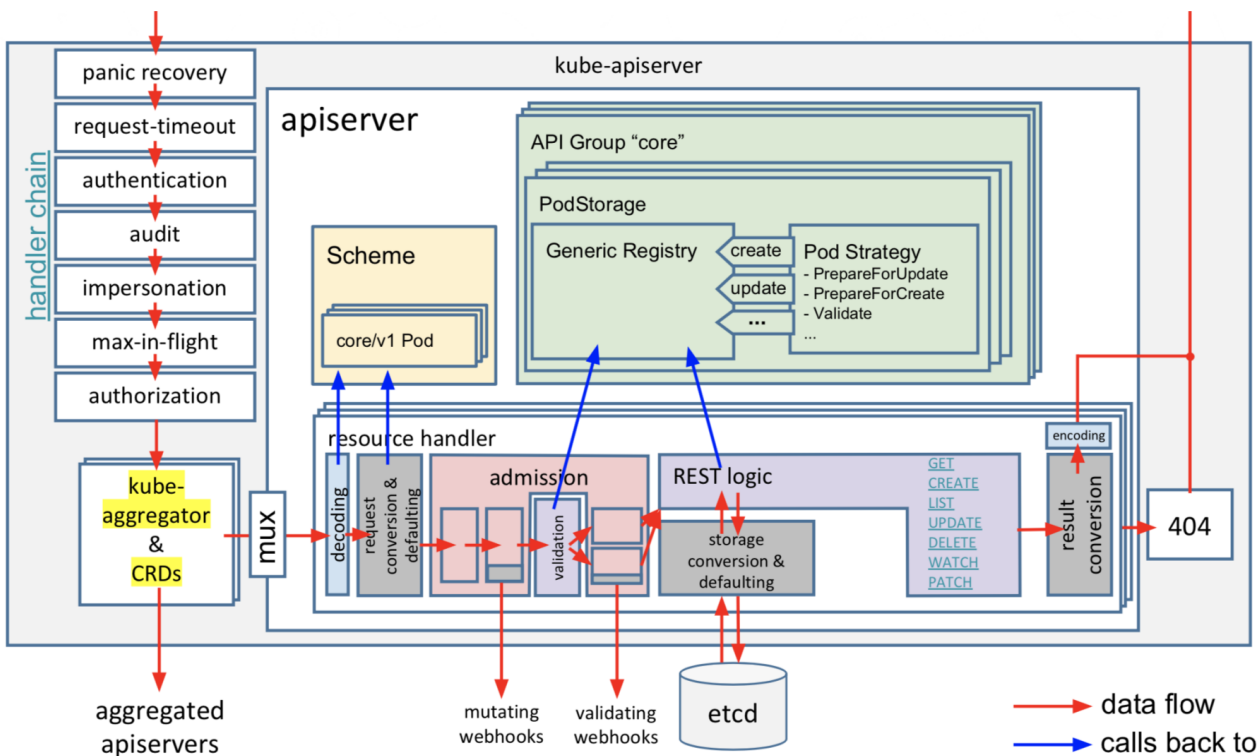 kube-apiserver
panic recovery
request-timeout
authentication
audit
impersonation
max-in-flight
authorization
handler chain
kube-
aggregator
&
CRDs
aggregated
apiservers
mux
apiserver
Scheme
core/v1 Pod
API Group “core”
PodStorage
Generic Registry
create
update
...
Pod Strategy
- PrepareForUpdate
- PrepareForCreate
- Validate
...
resource handler
decoding
request
conversion &
defaulting
admission
validation
mutating
webhooks
validating
webhooks
REST logic
storage
conversion &
defaulting
etcd
GET
CREATE
LIST
UPDATE
DELETE
WATCH
PATCH
encoding
result
conversion
404
data flow
calls back to